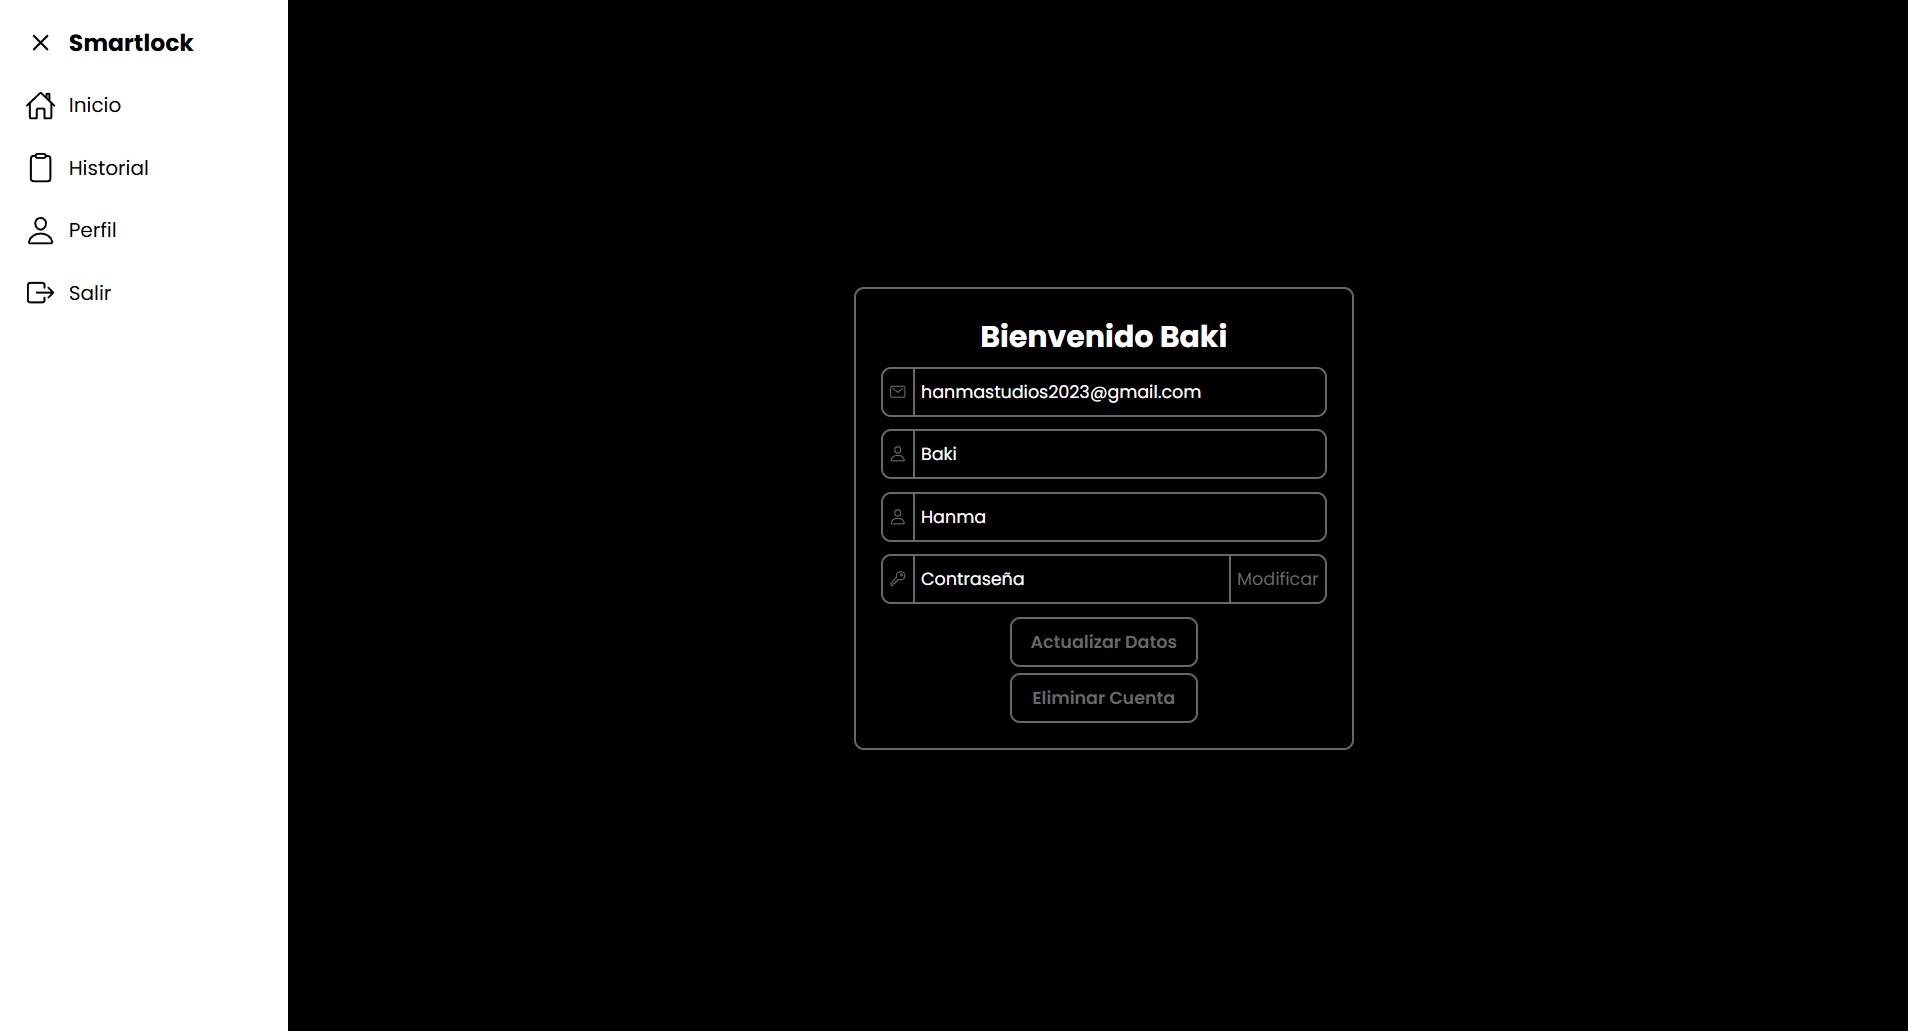 Smartlock
Inicio
Historial
Perfil
Salir
Bienvenido Baki
hanmastudios2023@gmail.com
Baki
Hanma
Contraseña Modificar
Actualizar Datos
Eliminar Cuenta